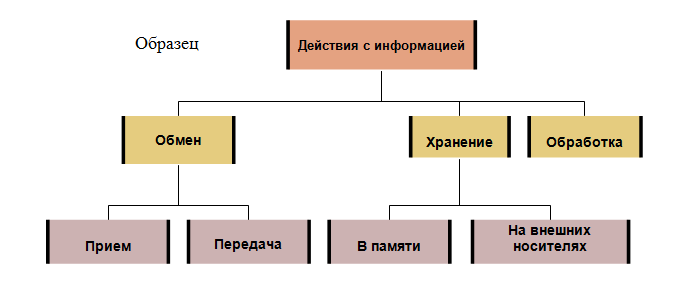 Образец
Действия с информацией
Обмен
Хранение
Обработка
Прием
Передача
В памяти
На внешних
носителях